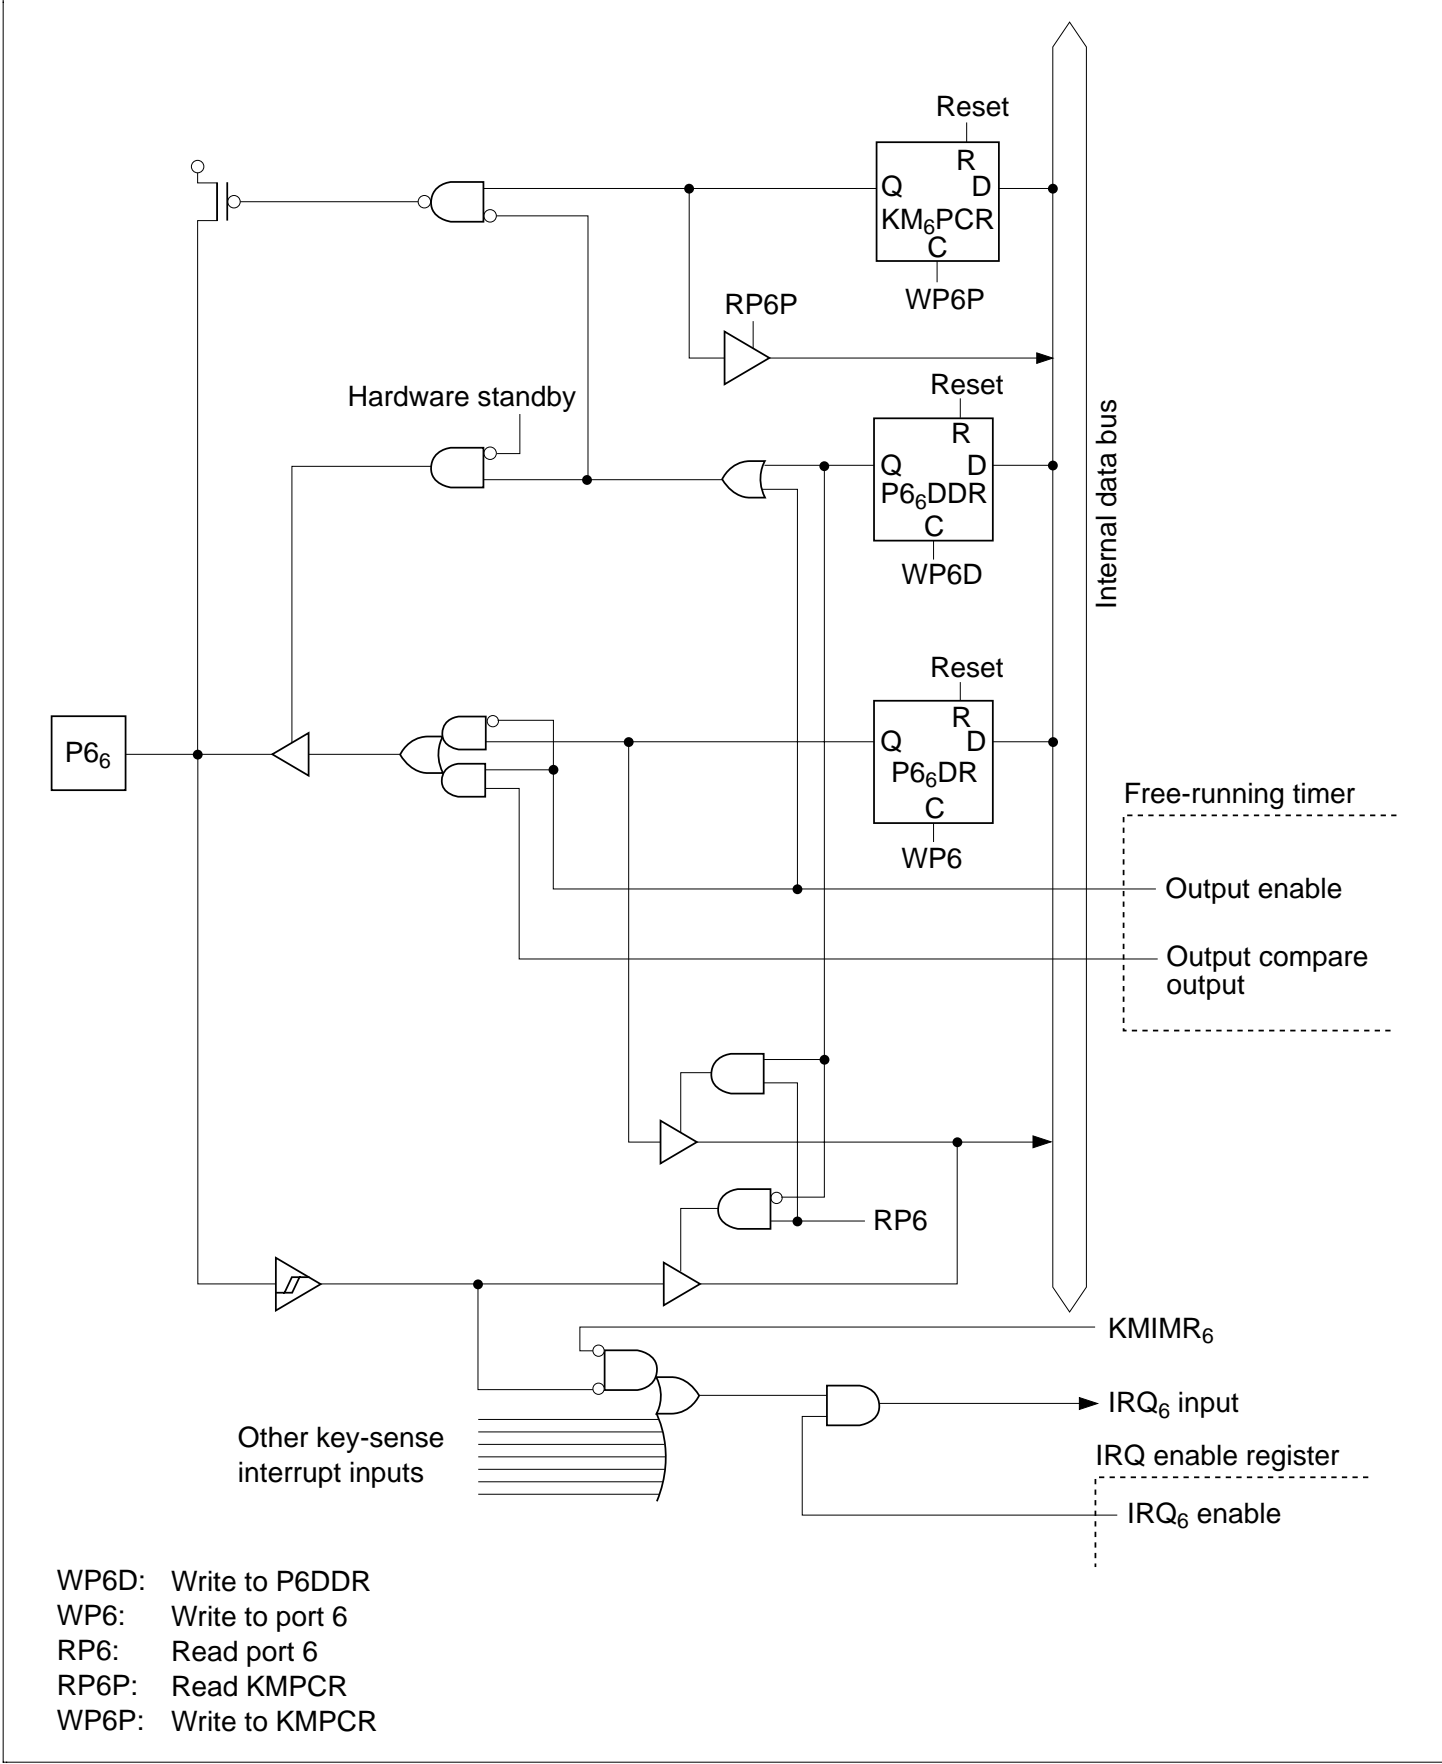 Reset
R
Q D
KM6PCR
C
WP6P
RP6P
Hardware standby
Reset
R
Q D
P66DDR
C
WP6D
Internal data bus
Reset
R
Q D
P66DR
C
WP6
P66
Free-running timer
Output enable
Output compare
output
RP6
KMIMR6
IRQ6 input
Other key-sense
interrupt inputs
IRQ enable register
IRQ6 enable
WP6D: Write to P6DDR
WP6: Write to port 6
RP6: Read port 6
RP6P: Read KMPCR
WP6P: Write to KMPCR